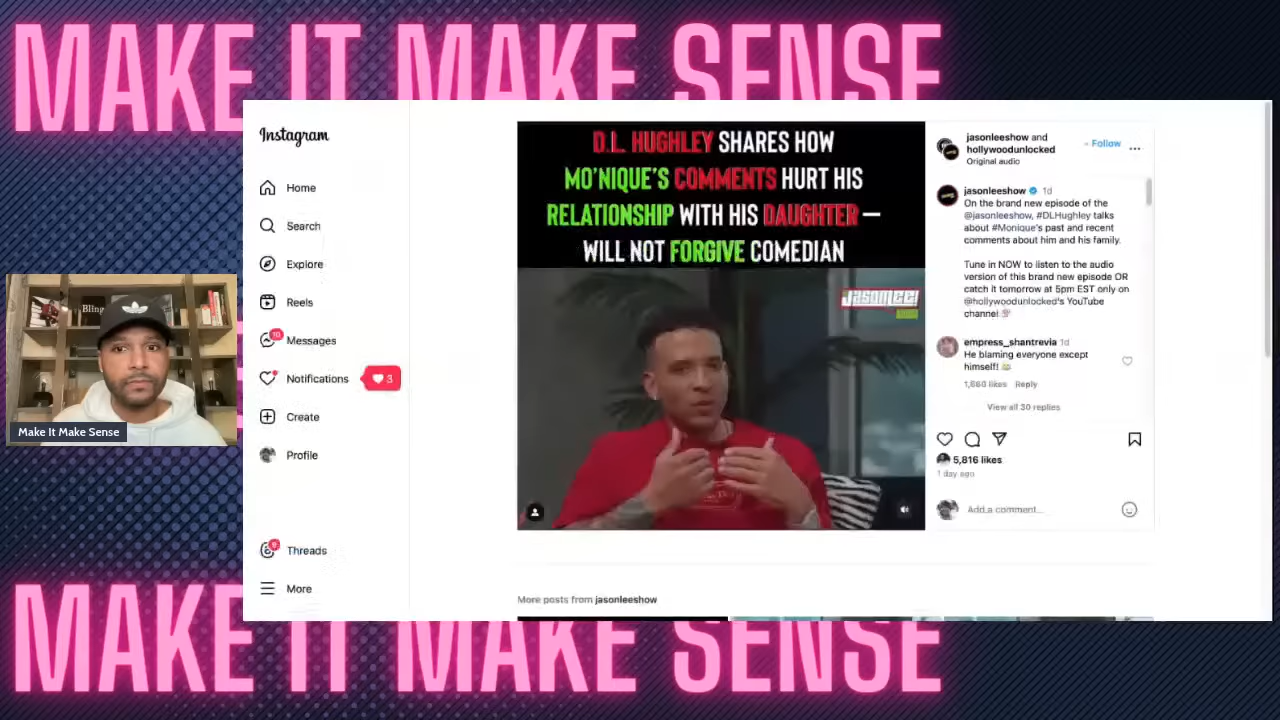 MAKE IT MAKE SENSE
Instagram
Home
Search
Explore
Reels
10
Messages
Notifications
3
Create
Profile
9
Threads
More
Make It Make Sense
D.L. HUGHLEY SHARES HOW
MO'NIQUE'S COMMENTS HURT HIS
RELATIONSHIP WITH HIS DAUGHTER —
WILL NOT FORGIVE COMEDIAN
JASON LEE
SHOW
jasonleeshow and
hollywoodunlocked
Original audio
• Follow
...
jasonleeshow 1d
On the brand new episode of the
@jasonleeshow, #DLHughley talks
about #Monique's past and recent
comments about him and his family.
Tune in NOW to listen to the audio
version of this brand new episode OR
catch it tomorrow at 5pm EST only on
@hollywoodunlocked's YouTube
channel 💯
empress_shantrevia 1d
He blaming everyone except
himself!
likes Reply
View all 30 replies
5,816 likes
1 day ago
Add a comment...
More posts from jasonleeshow
MAKE IT MAKE SENSE